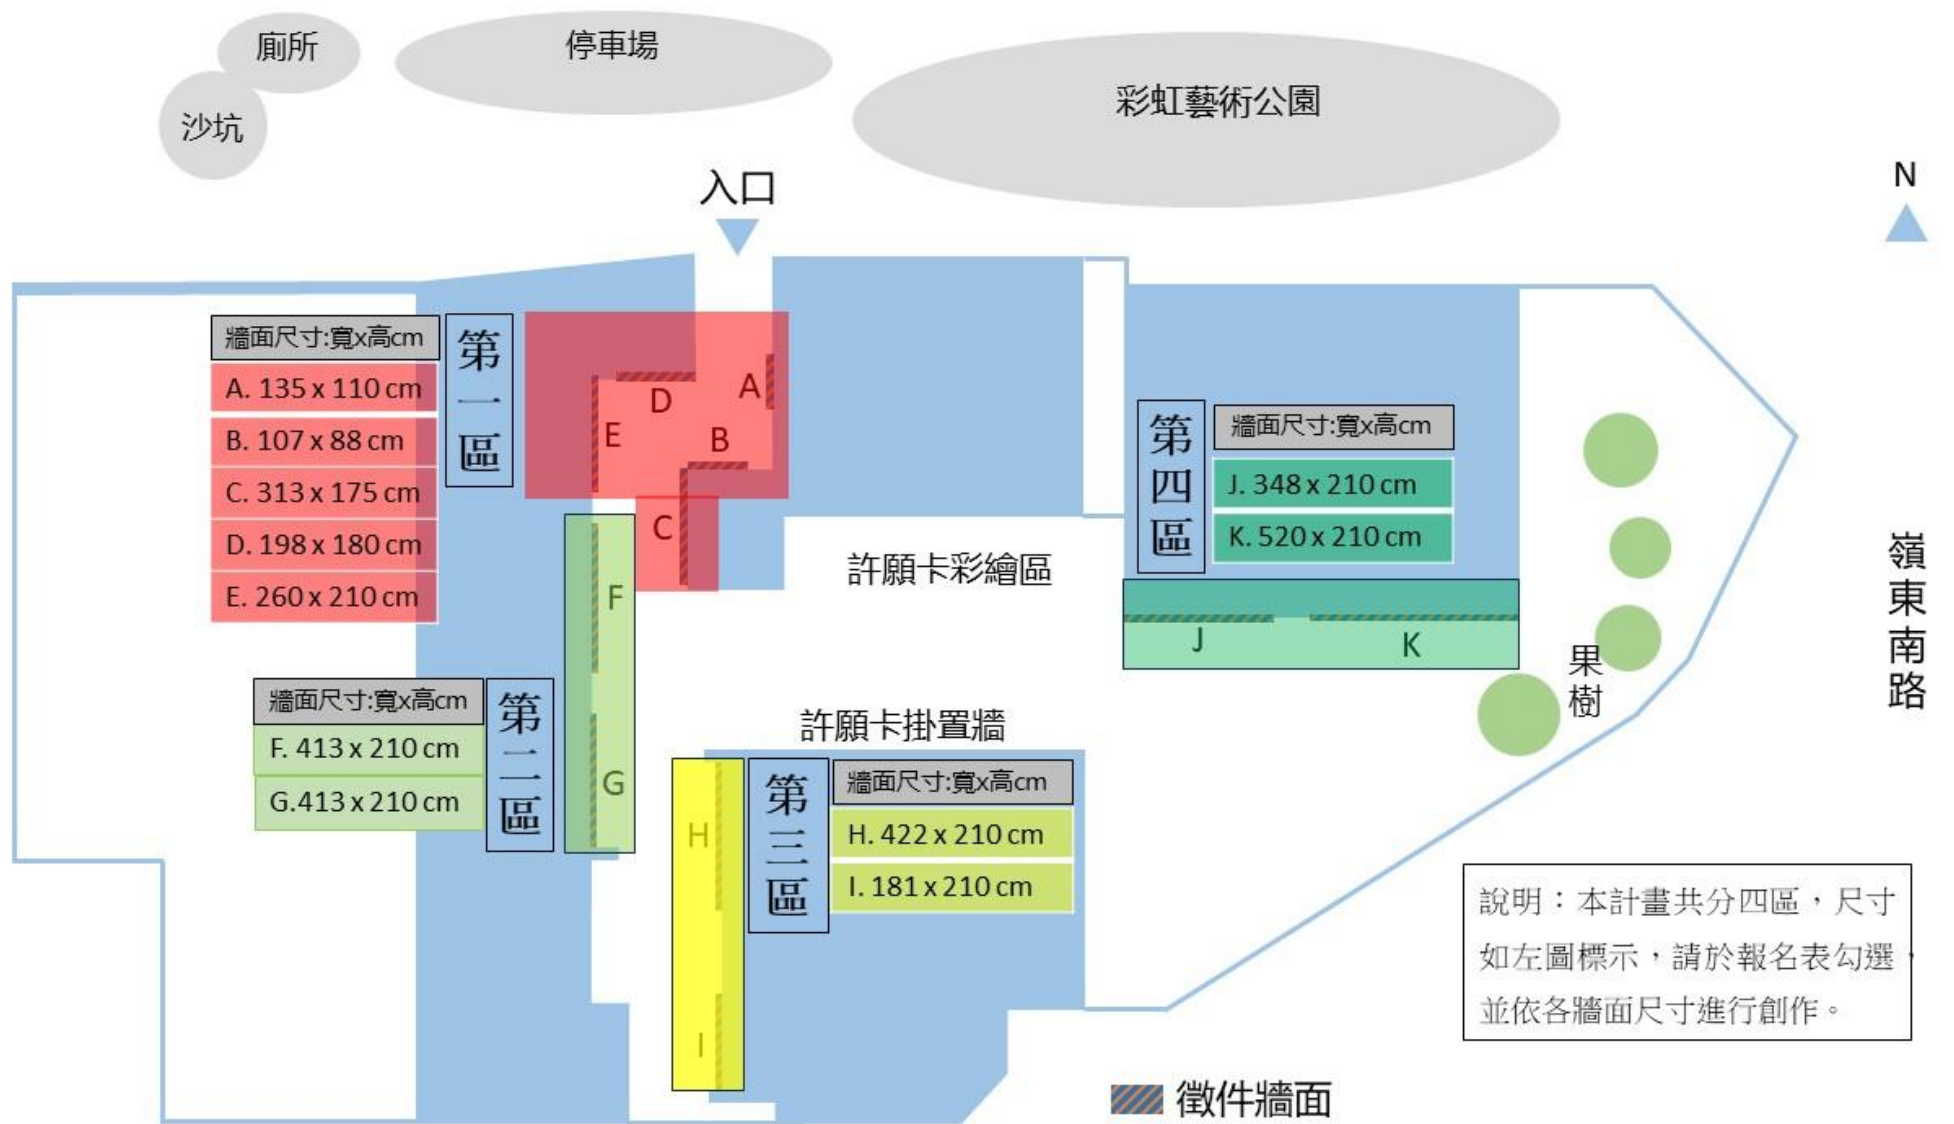 廁所
停車場
彩虹藝術公園
沙坑
入口
N
牆面尺寸:寬x高cm
A. 135 x 110 cm
B. 107 x 88 cm
C. 313 x 175 cm
D. 198 x 180 cm
E. 260 x 210 cm
第一區
D
A
E
B
C
第四區
牆面尺寸:寬x高cm
J. 348 x 210 cm
K. 520 x 210 cm
許願卡彩繪區
F
J
K
果樹
嶺東南路
牆面尺寸:寬x高cm
F. 413 x 210 cm
G.413 x 210 cm
第二區
G
許願卡掛置牆
H
第三區
牆面尺寸:寬x高cm
H. 422 x 210 cm
I. 181 x 210 cm
I
說明：本計畫共分四區，尺寸
如左圖標示，請於報名表勾選，
並依各牆面尺寸進行創作。
徵件牆面